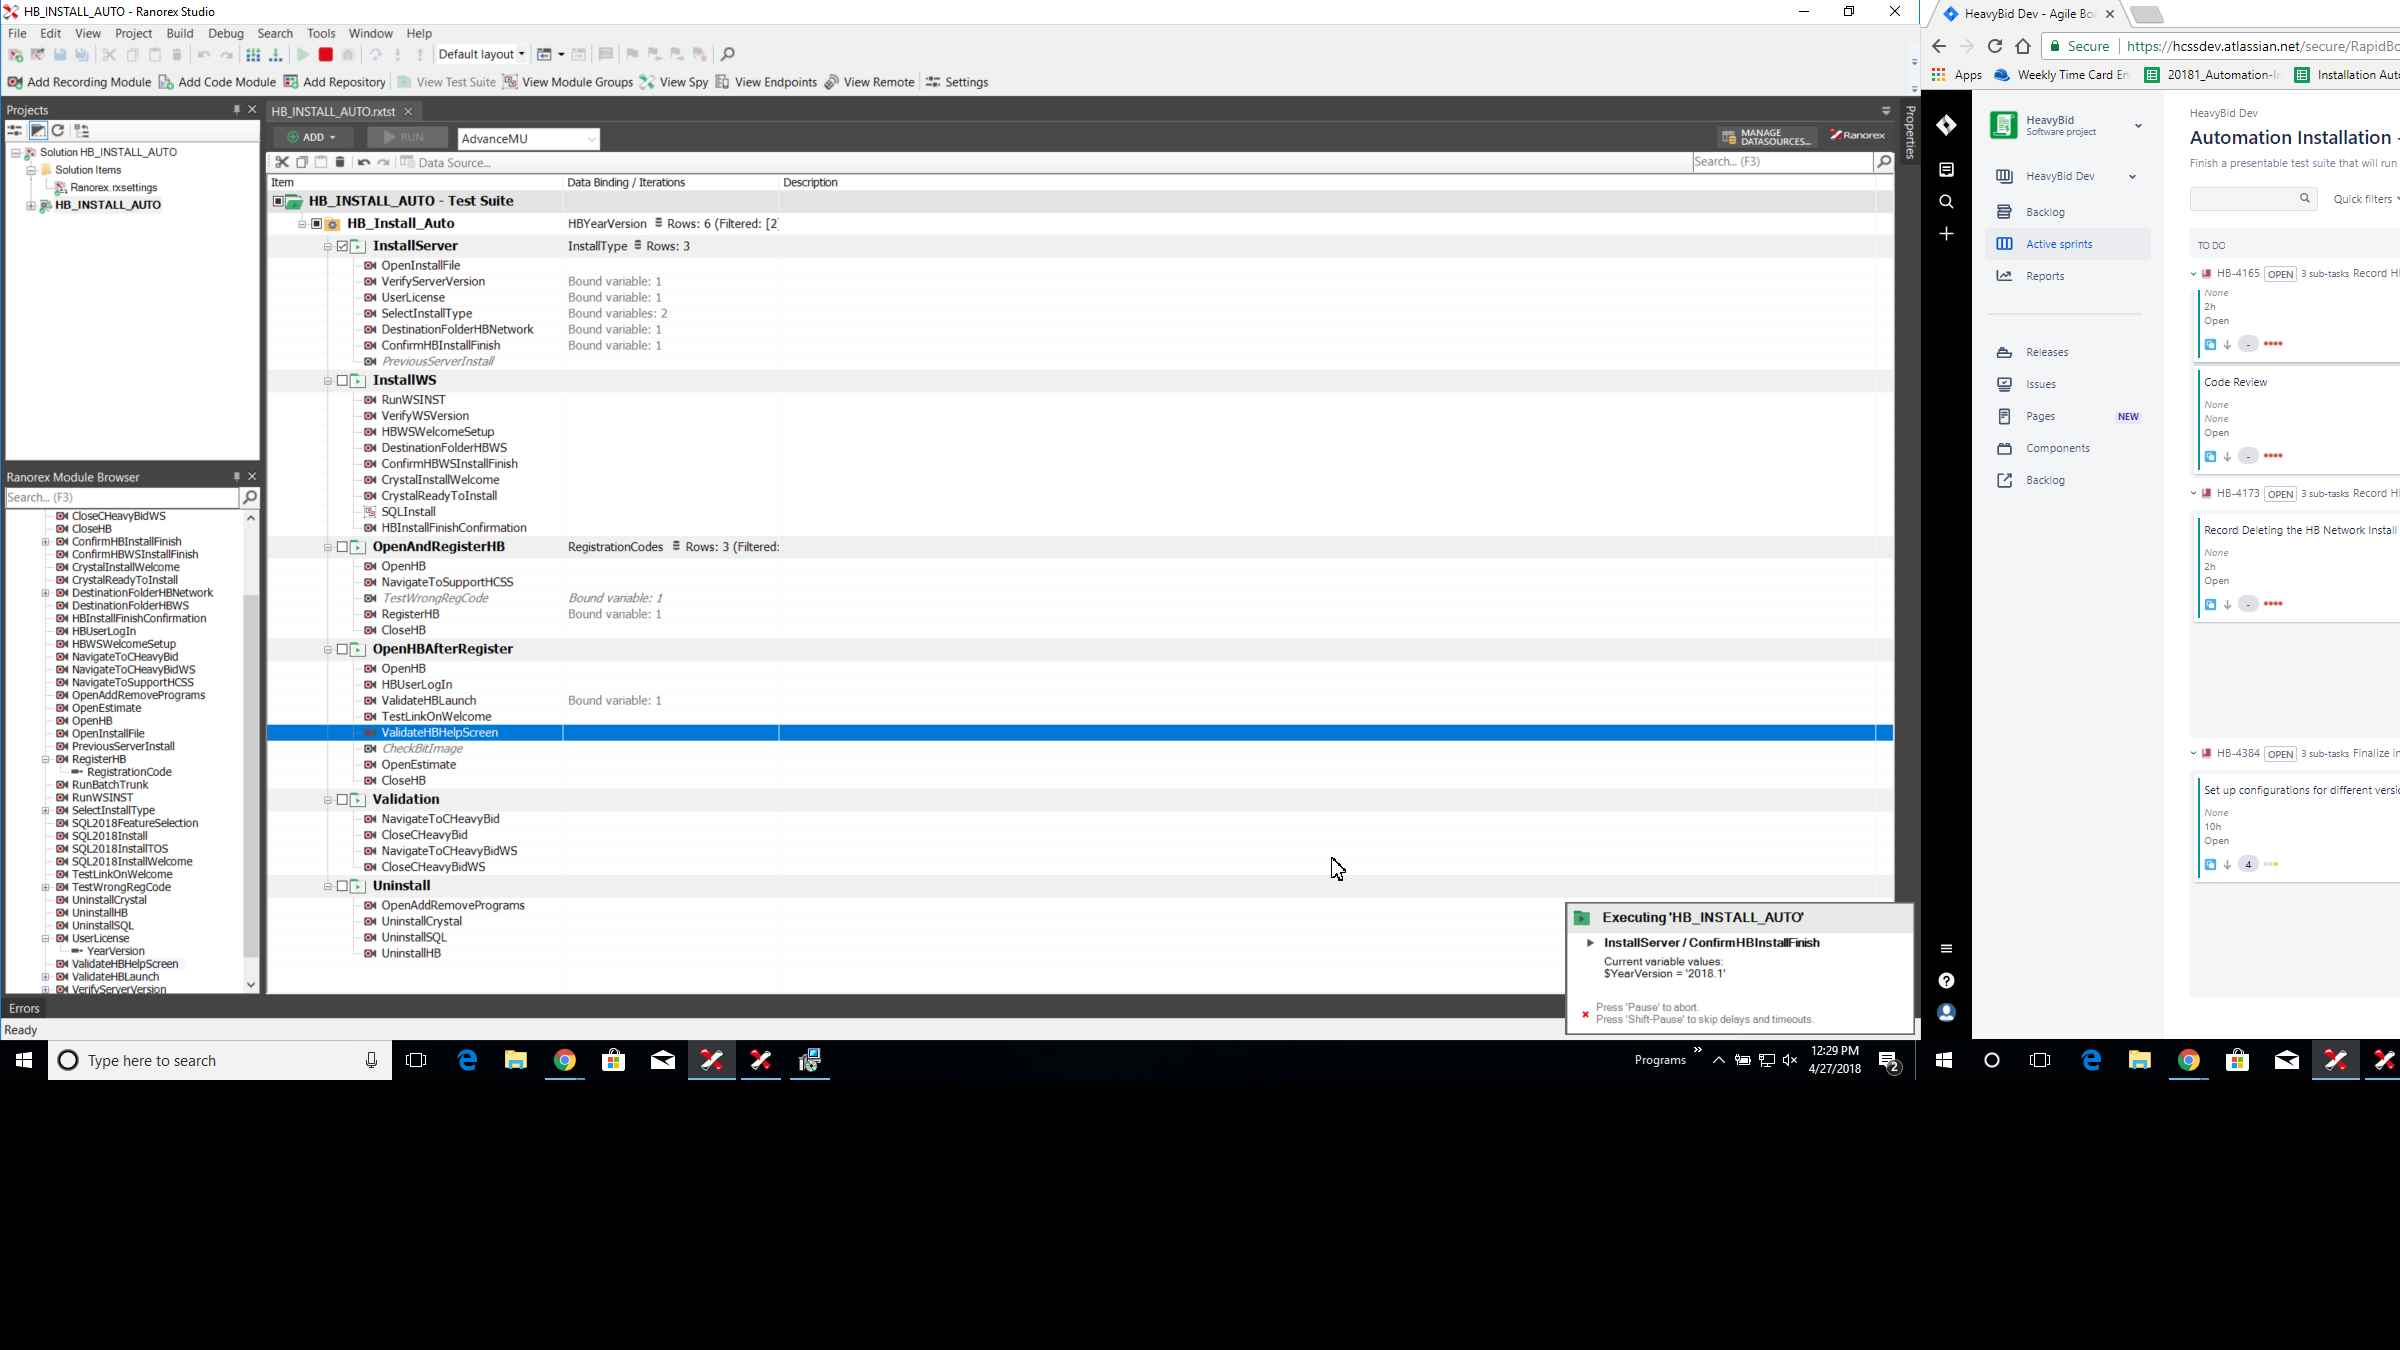 HB_INSTALL_AUTO - Ranorex Studio
File Edit View Project Build Debug Search Tools Window Help
Default layout
Add Recording Module Add Code Module Add Repository View Test Suite View Module Groups View Spy View Endpoints View Remote Settings
Projects
Solution HB_INSTALL_AUTO
Solution Items
Ranorex.rxsettings
HB_INSTALL_AUTO
Ranorex Module Browser
Search... (F3)
CloseCHeavyBidWS
CloseHB
ConfirmHBInstallFinish
ConfirmHBWSInstallFinish
CrystalInstallWelcome
CrystalReadyToInstall
DestinationFolderHBNetwork
DestinationFolderHBWS
HBInstallFinishConfirmation
HBUserLogIn
HBWSWelcomeSetup
NavigateToCHeavyBid
NavigateToCHeavyBidWS
NavigateToSupportHCSS
OpenAddRemovePrograms
OpenEstimate
OpenHB
OpenInstallFile
PreviousServerInstall
RegisterHB
RegistrationCode
RunBatchTrunk
RunWSINST
SelectInstallType
SQL2018FeatureSelection
SQL2018Install
SQL2018InstallTOS
SQL2018InstallWelcome
TestLinkOnWelcome
TestWrongRegCode
UninstallCrystal
UninstallHB
UninstallSQL
UserLicense
YearVersion
ValidateHBHelpScreen
ValidateHBLaunch
VerifyServerVersion
Errors
Ready
HB_INSTALL_AUTO.rxtst
ADD RUN AdvanceMU MANAGE DATASOURCES... Ranorex
Data Source... Search... (F3)
Properties
Item Data Binding / Iterations Description
HB_INSTALL_AUTO - Test Suite
HB_Install_Auto HBYearVersion Rows: 6 (Filtered: [2]
InstallServer InstallType Rows: 3
OpenInstallFile
VerifyServerVersion Bound variable: 1
UserLicense Bound variable: 1
SelectInstallType Bound variables: 2
DestinationFolderHBNetwork Bound variable: 1
ConfirmHBInstallFinish Bound variable: 1
PreviousServerInstall
InstallWS
RunWSINST
VerifyWSVersion
HBWSWelcomeSetup
DestinationFolderHBWS
ConfirmHBWSInstallFinish
CrystalInstallWelcome
CrystalReadyToInstall
SQLInstall
HBInstallFinishConfirmation
OpenAndRegisterHB RegistrationCodes Rows: 3 (Filtered:
OpenHB
NavigateToSupportHCSS
TestWrongRegCode Bound variable: 1
RegisterHB Bound variable: 1
CloseHB
OpenHBAfterRegister
OpenHB
HBUserLogIn
ValidateHBLaunch Bound variable: 1
TestLinkOnWelcome
ValidateHBHelpScreen
CheckBitImage
OpenEstimate
CloseHB
Validation
NavigateToCHeavyBid
CloseCHeavyBid
NavigateToCHeavyBidWS
CloseCHeavyBidWS
Uninstall
OpenAddRemovePrograms
UninstallCrystal
UninstallSQL
UninstallHB
Executing 'HB_INSTALL_AUTO'
InstallServer / ConfirmHBInstallFinish
Current variable values:
$YearVersion = '2018.1'
Press 'Pause' to abort.
Press 'Shift-Pause' to skip delays and timeouts.
Type here to search
Programs
12:29 PM
4/27/2018
2
HeavyBid Dev - Agile Bo
Secure https://hcssdev.atlassian.net/secure/RapidBo
Apps Weekly Time Card En 20181_Automation-I Installation Aut
HeavyBid
Software project
HeavyBid Dev
Backlog
Active sprints
Reports
Releases
Issues
Pages NEW
Components
Backlog
HeavyBid Dev
Automation Installation -
Finish a presentable test suite that will run
Quick filters
TO DO
HB-4165 OPEN 3 sub-tasks Record H
None
2h
Open
-
Code Review
None
None
Open
-
HB-4173 OPEN 3 sub-tasks Record H
Record Deleting the HB Network Install
None
2h
Open
-
HB-4384 OPEN 3 sub-tasks Finalize in
Set up configurations for different versi
None
10h
Open
4